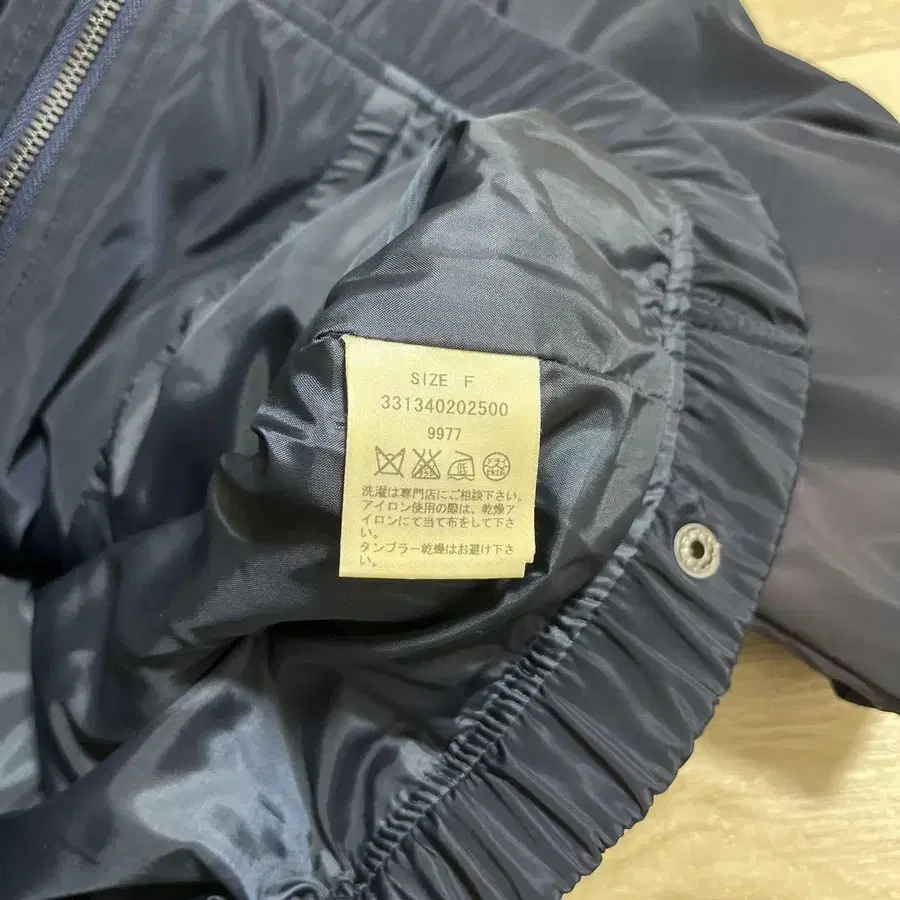 SIZE F
331340202500
9977
低
洗濯は専門店にご相談下さい。
アイロン使用の際は、乾燥ア
イロンにて当て布をして下さ
い。
タンブラー乾燥はお避け下さ
い。